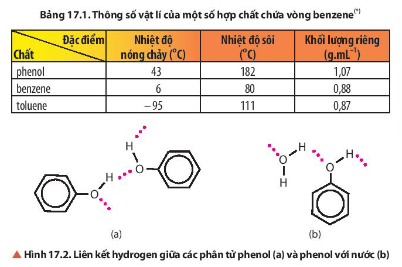 Bảng 17.1. Thông số vật lí của một số hợp chất chứa vòng benzene(*)
Đặc điểm
Chất
Nhiệt độ nóng chảy (°C)
Nhiệt độ sôi (°C)
Khối lượng riêng (g.mL⁻¹)
phenol 43 182 1,07
benzene 6 80 0,88
toluene −95 111 0,87
H
O
O
H
(a)
H
O
H
O
H
(b)
▲ Hình 17.2. Liên kết hydrogen giữa các phân tử phenol (a) và phenol với nước (b)